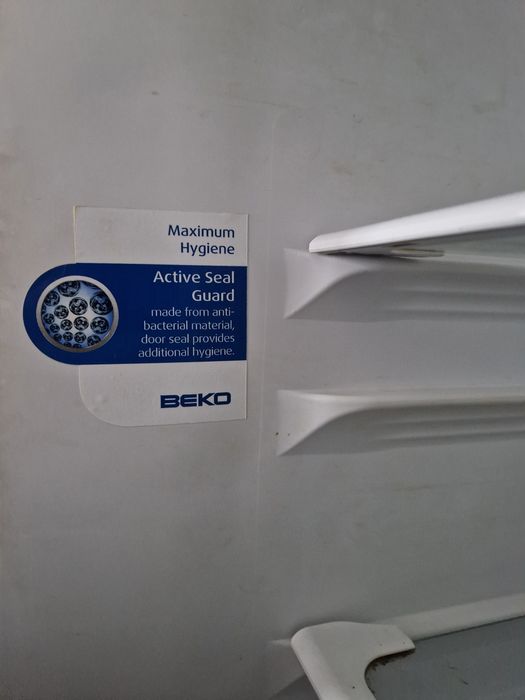 Maximum
Hygiene
Active Seal
Guard
made from anti-
bacterial material,
door seal provides
additional hygiene.
BEKO